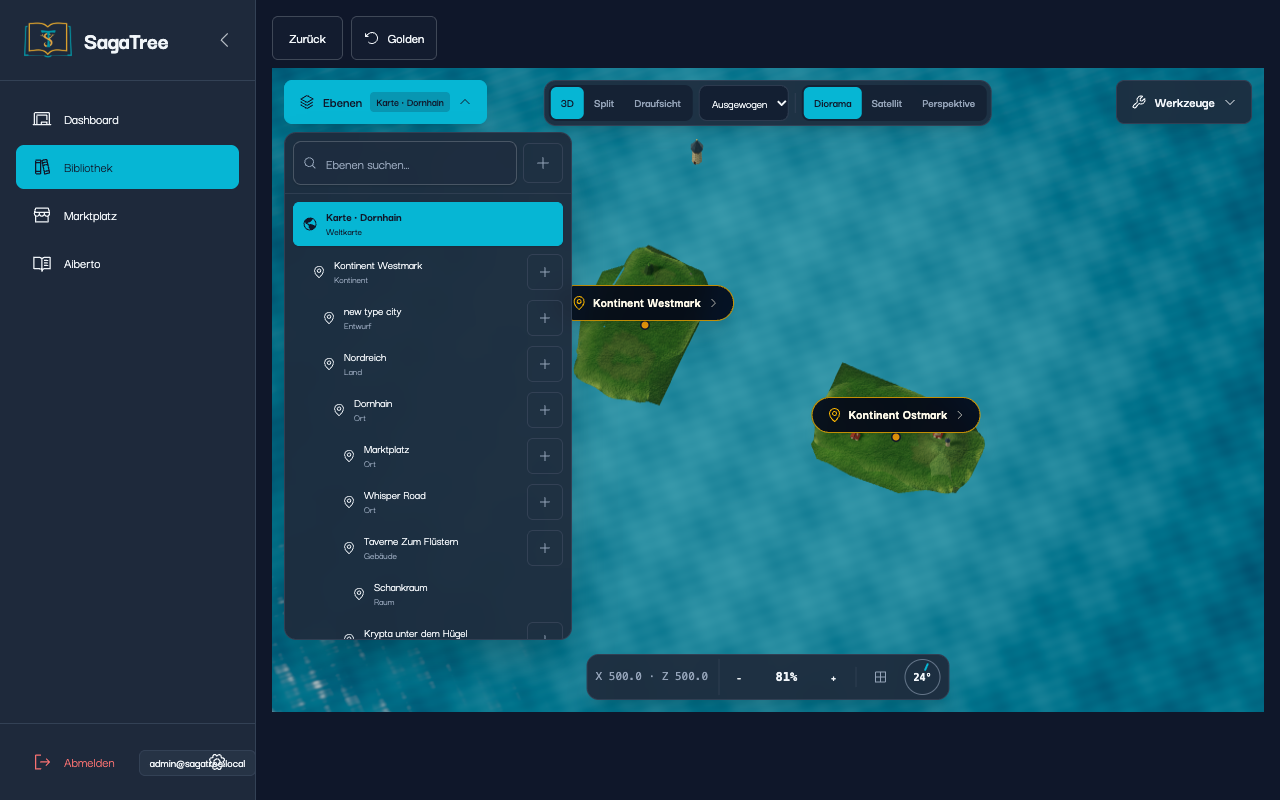 SagaTree
Zurück
Golden
Dashboard
Bibliothek
Marktplatz
Alberto
Abmelden
admin@sagatree.local
Ebenen
Karte · Dornhain
3D
Split
Draufsicht
Ausgewogen
Diorama
Satellit
Perspektive
Werkzeuge
Ebenen suchen...
Karte · Dornhain
Weltkarte
Kontinent Westmark
Kontinent
new type city
Entwurf
Nordreich
Land
Dornhain
Ort
Marktplatz
Ort
Whisper Road
Ort
Taverne Zum Flüstern
Gebäude
Schankraum
Raum
Krypta unter dem Hügel
Kontinent Westmark
Kontinent Ostmark
X 500.0 · Z 500.0
-
81%
+
24°